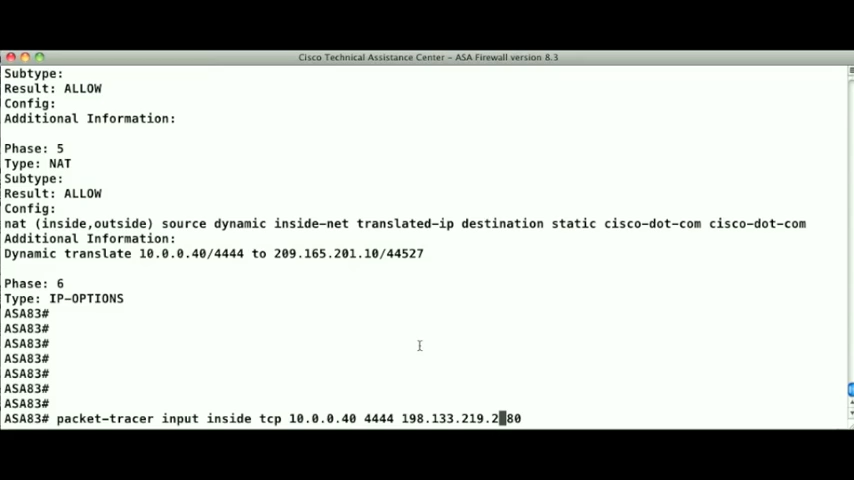 Cisco Technical Assistance Center – ASA Firewall version 8.3
Subtype:
Result: ALLOW
Config:
Additional Information:
Phase: 5
Type: NAT
Subtype:
Result: ALLOW
Config:
nat (inside,outside) source dynamic inside-net translated-ip destination static cisco-dot-com cisco-dot-com
Additional Information:
Dynamic translate 10.0.0.40/4444 to 209.165.201.10/44527
Phase: 6
Type: IP-OPTIONS
ASA83#
ASA83#
ASA83#
ASA83#
ASA83#
ASA83#
ASA83#
ASA83# packet-tracer input inside tcp 10.0.0.40 4444 198.133.219.2 80